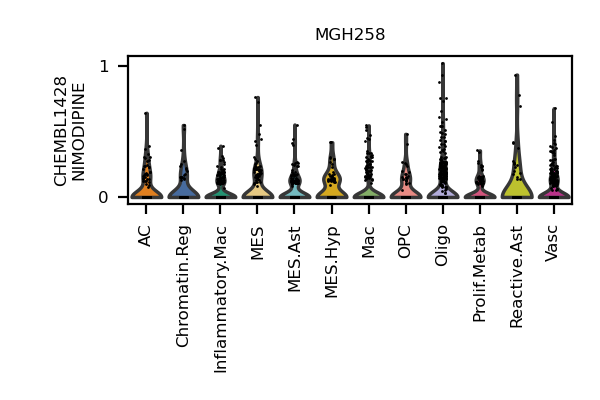 MGH258
CHEMBL1428
NIMODIPINE
1
0
AC
Chromatin.Reg
Inflammatory.Mac
MES
MES.Ast
MES.Hyp
Mac
OPC
Oligo
Prolif.Metab
Reactive.Ast
Vasc